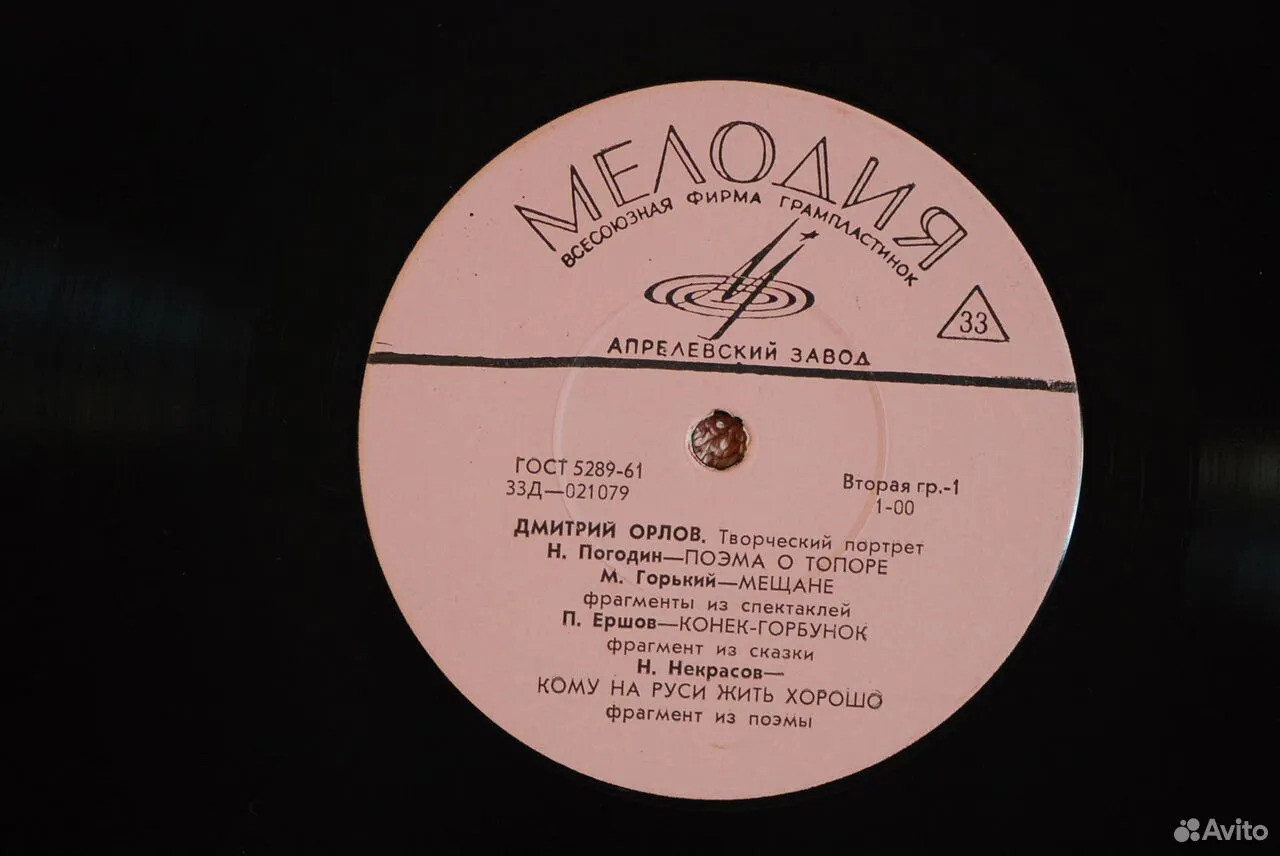 МЕЛОДИЯ
ВСЕСОЮЗНАЯ ФИРМА ГРАМПЛАСТИНОК
33
АПРЕЛЕВСКИЙ ЗАВОД
ГОСТ 5289-61
33Д—021079
Вторая гр.-1
1-00
ДМИТРИЙ ОРЛОВ. Творческий портрет
Н. Погодин—ПОЭМА О ТОПОРЕ
М. Горький—МЕЩАНЕ
фрагменты из спектаклей
П. Ершов—КОНЕК-ГОРБУНОК
фрагмент из сказки
Н. Некрасов—
КОМУ НА РУСИ ЖИТЬ ХОРОШО
фрагмент из поэмы
Avito